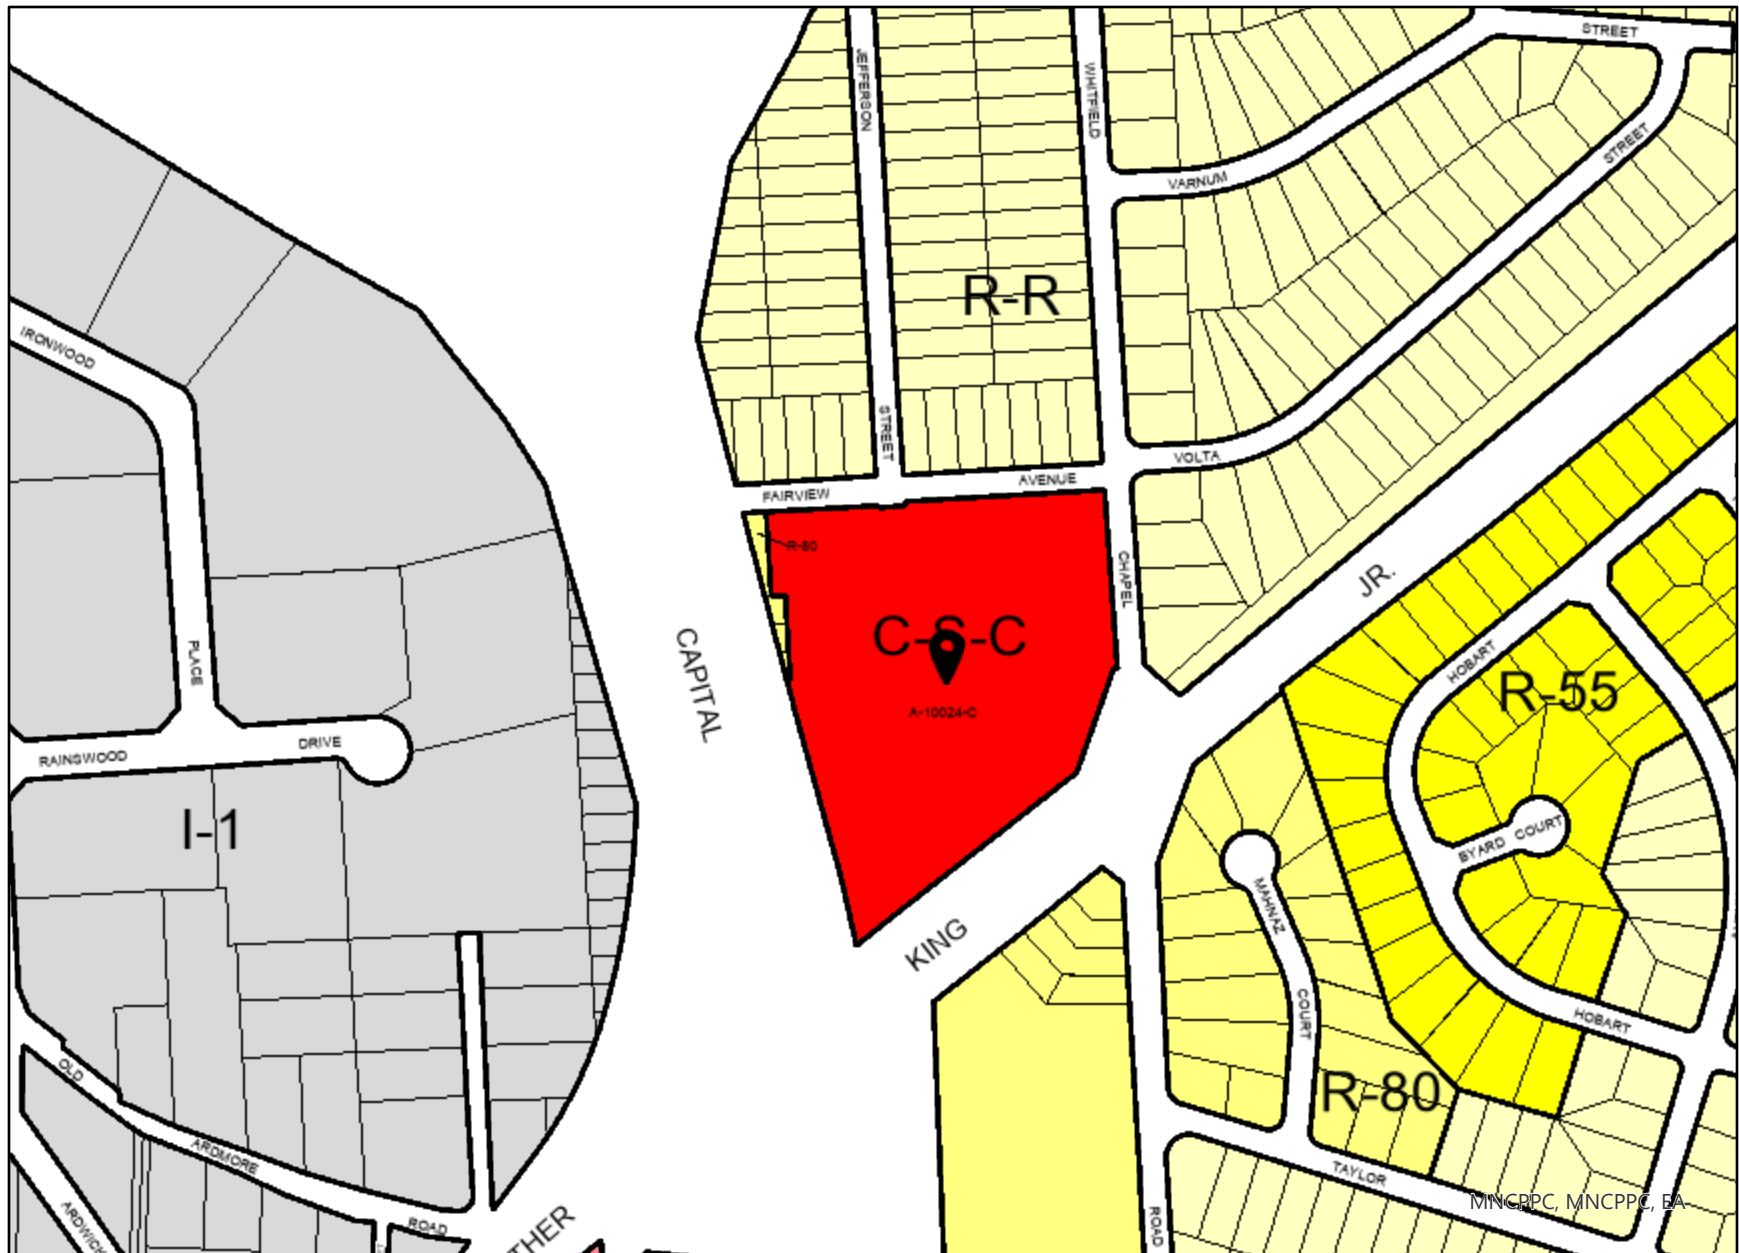 STREET
JEFFERSON
WHITFIELD
STREET
VARNUM
R-R
IRONWOOD
STREET
VOLTA
AVENUE
FAIRVIEW
R-80
CHAPEL
JR.
C-S-C
CAPITAL
PLACE
HOBART
R-55
A-10024-C
DRIVE
RAINSWOOD
I-1
COURT
BYARD
MAHNAZ
KING
COURT
HOBART
OLD
R-80
ARDMORE
TAYLOR
MNCPPC, MNCPPC, EA
ARDWICK
ROAD
THER
ROAD